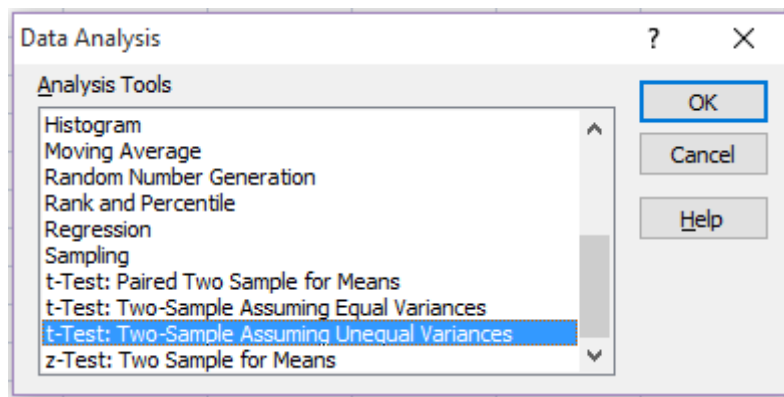 Data Analysis ?
Analysis Tools
Histogram
Moving Average
Random Number Generation
Rank and Percentile
Regression
Sampling
t-Test: Paired Two Sample for Means
t-Test: Two-Sample Assuming Equal Variances
t-Test: Two-Sample Assuming Unequal Variances
z-Test: Two Sample for Means
OK
Cancel
Help